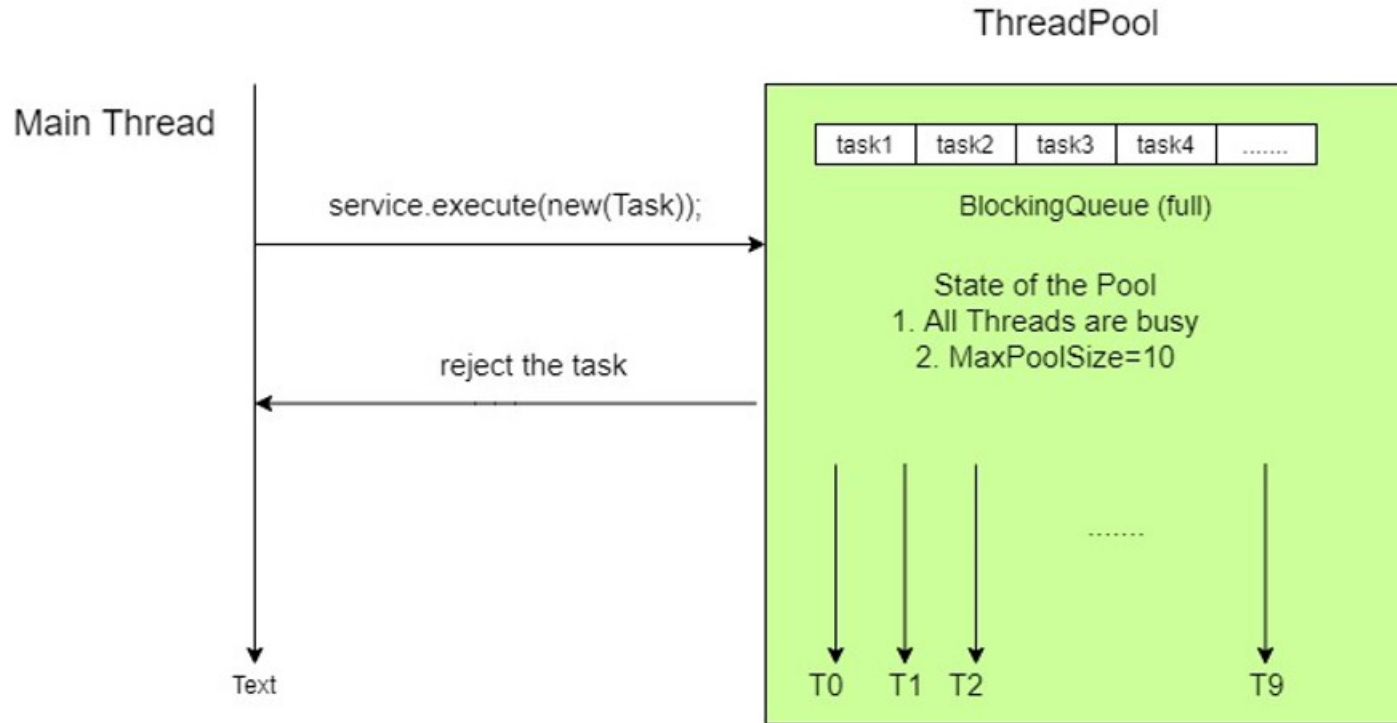 ThreadPool
Main Thread
task1 task2 task3 task4 .......
service.execute(new(Task));
BlockingQueue (full)
State of the Pool
1. All Threads are busy
2. MaxPoolSize=10
reject the task
. . .
.......
Text
T0 T1 T2 T9